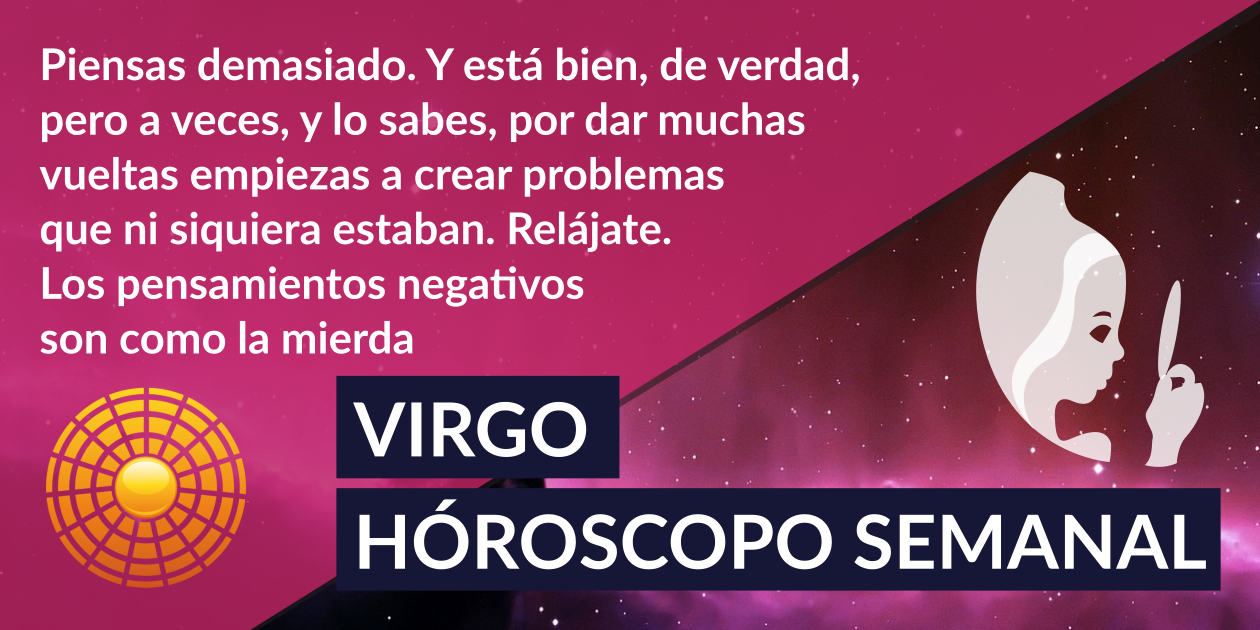 Piensas demasiado. Y está bien, de verdad,
pero a veces, y lo sabes, por dar muchas
vueltas empiezas a crear problemas
que ni siquiera estaban. Relájate.
Los pensamientos negativos
son como la mierda
VIRGO
HÓROSCOPO SEMANAL